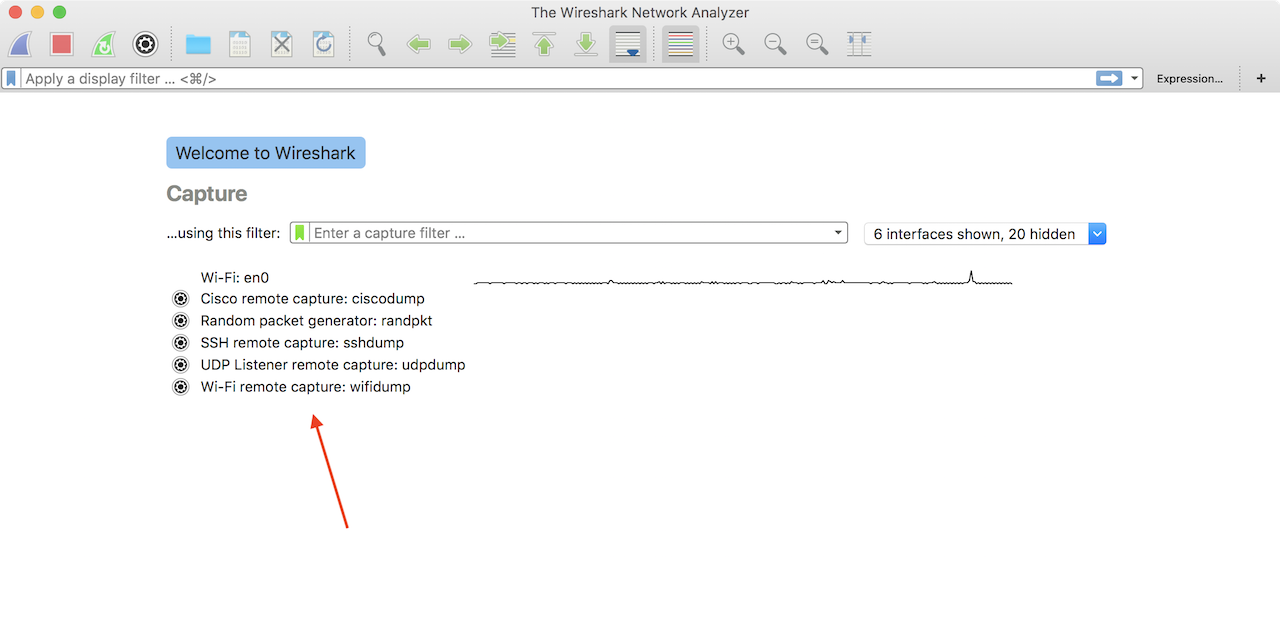 The Wireshark Network Analyzer
Apply a display filter ... <⌘/>
Expression...
+
Welcome to Wireshark
Capture
...using this filter:
Enter a capture filter ...
6 interfaces shown, 20 hidden
Wi-Fi: en0
Cisco remote capture: ciscodump
Random packet generator: randpkt
SSH remote capture: sshdump
UDP Listener remote capture: udpdump
Wi-Fi remote capture: wifidump